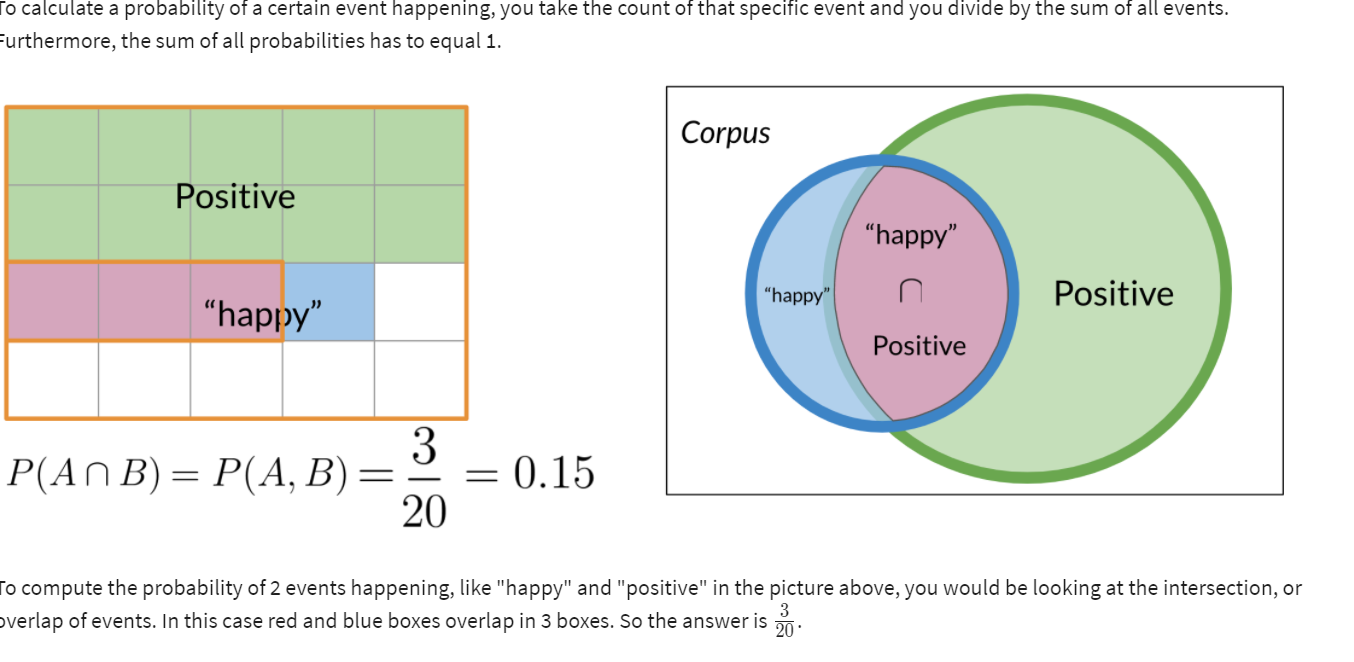 To calculate a probability of a certain event happening, you take the count of that specific event and you divide by the sum of all events.
Furthermore, the sum of all probabilities has to equal 1.
Positive
“happy”
P(A ∩ B) = P(A, B) = 3/20 = 0.15
Corpus
“happy”
“happy”
∩
Positive
Positive
To compute the probability of 2 events happening, like "happy" and "positive" in the picture above, you would be looking at the intersection, or
overlap of events. In this case red and blue boxes overlap in 3 boxes. So the answer is 3/20.